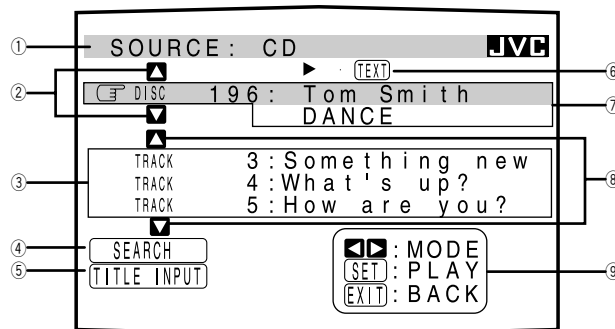 ① SOURCE: CD JVC
② ▲ ► · TEXT ⑥
☞ DISC 196: Tom Smith ⑦
▼ DANCE
▲ ⑧
TRACK 3:Something new
③ TRACK 4:What's up?
TRACK 5:How are you?
▼
④ SEARCH ◄►:MODE
⑤ TITLE INPUT SET:PLAY ⑨
EXIT:BACK